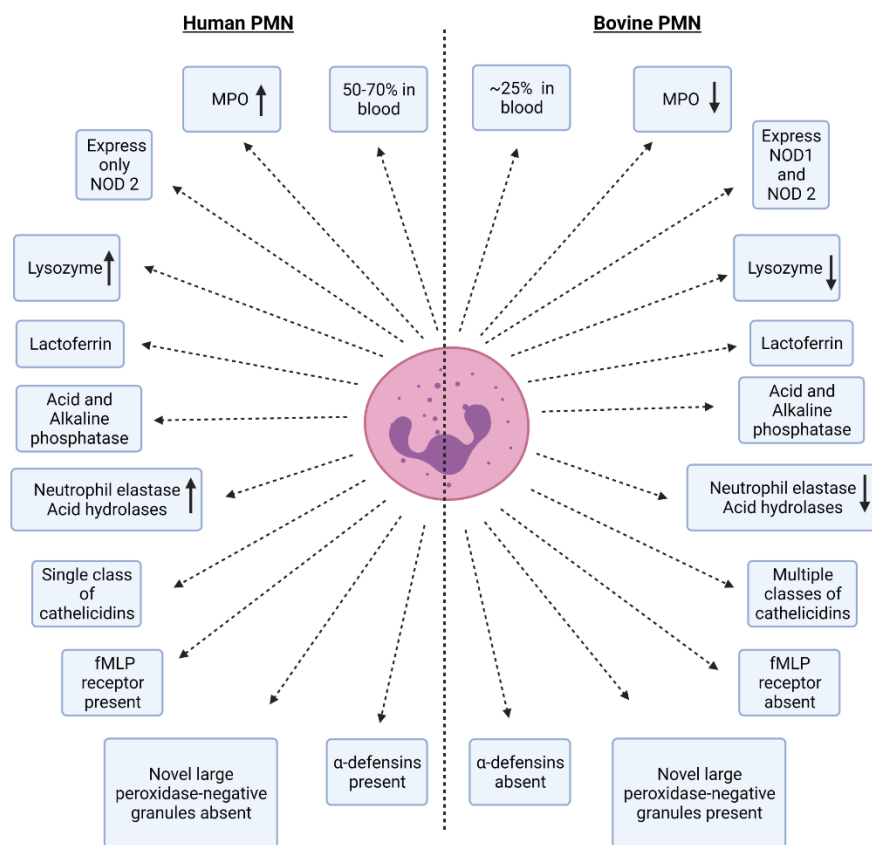 Human PMN
Bovine PMN
MPO
50-70% in
blood
~25% in
blood
MPO
Express
only
NOD 2
Express
NOD1
and
NOD 2
Lysozyme
Lysozyme
Lactoferrin
Lactoferrin
Acid and
Alkaline
phosphatase
Acid and
Alkaline
phosphatase
Neutrophil elastase
Acid hydrolases
Neutrophil elastase
Acid hydrolases
Single class
of
cathelicidins
Multiple
classes of
cathelicidins
fMLP
receptor
present
fMLP
receptor
absent
Novel large
peroxidase-negative
granules absent
α-defensins
present
α-defensins
absent
Novel large
peroxidase-negative
granules present